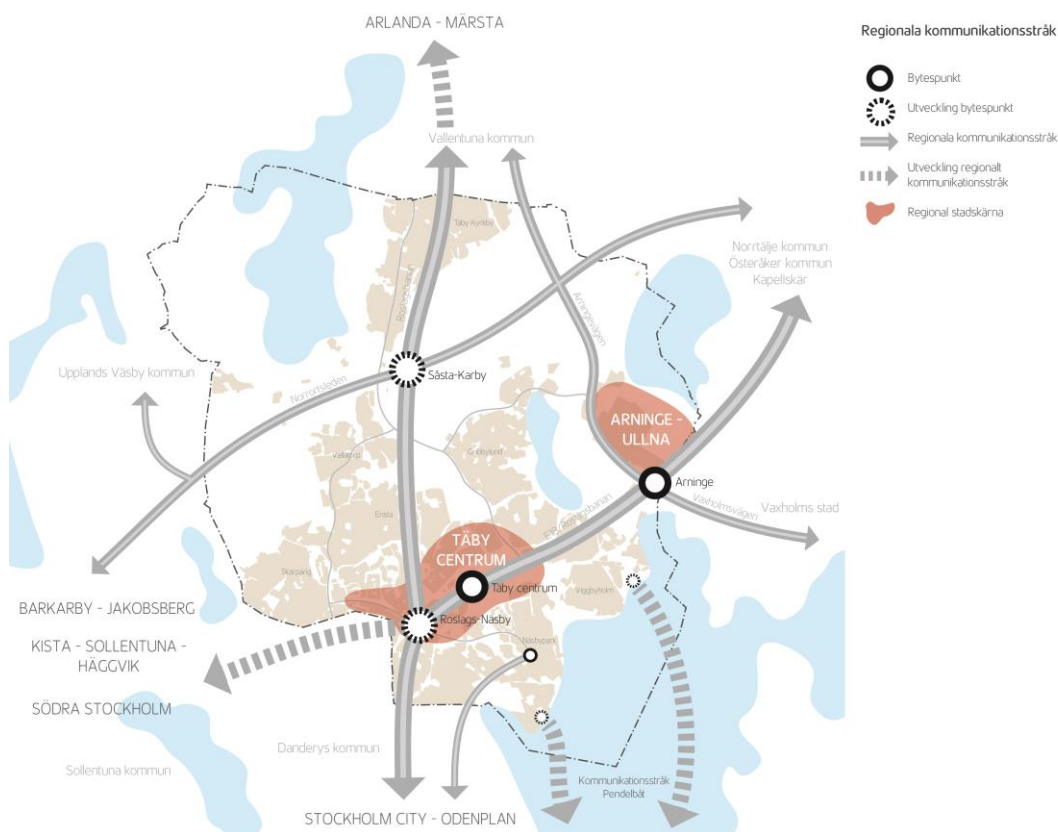 ARLANDA - MÄRSTA
Regionala kommunikationsstråk
Bytespunkt
Utveckling bytespunkt
Regionala kommunikationsstråk
Utveckling regionalt
kommunikationsstråk
Regional stadskärna
Vallentuna kommun
Täby Kyrkby
Roslagsbanan
Arningevägen
Norrtälje kommun
Österåker kommun
Kapellskär
Upplands Väsby kommun
Norrortsleden
Såsta-Karby
ARNINGE -
ULLNA
Vallatorp
Gribbylund
Arninge
Vaxholmsvägen
Vaxholms stad
Ensta
E18/Roslagsbanan
TÄBY
CENTRUM
Skarpäng
Täby centrum
Viggbyholm
BARKARBY - JAKOBSBERG
Roslags-Näsby
KISTA - SOLLENTUNA -
HÄGGVIK
Näsbypark
SÖDRA STOCKHOLM
Danderys kommun
Sollentuna kommun
Kommunikationsstråk
Pendelbåt
STOCKHOLM CITY - ODENPLAN